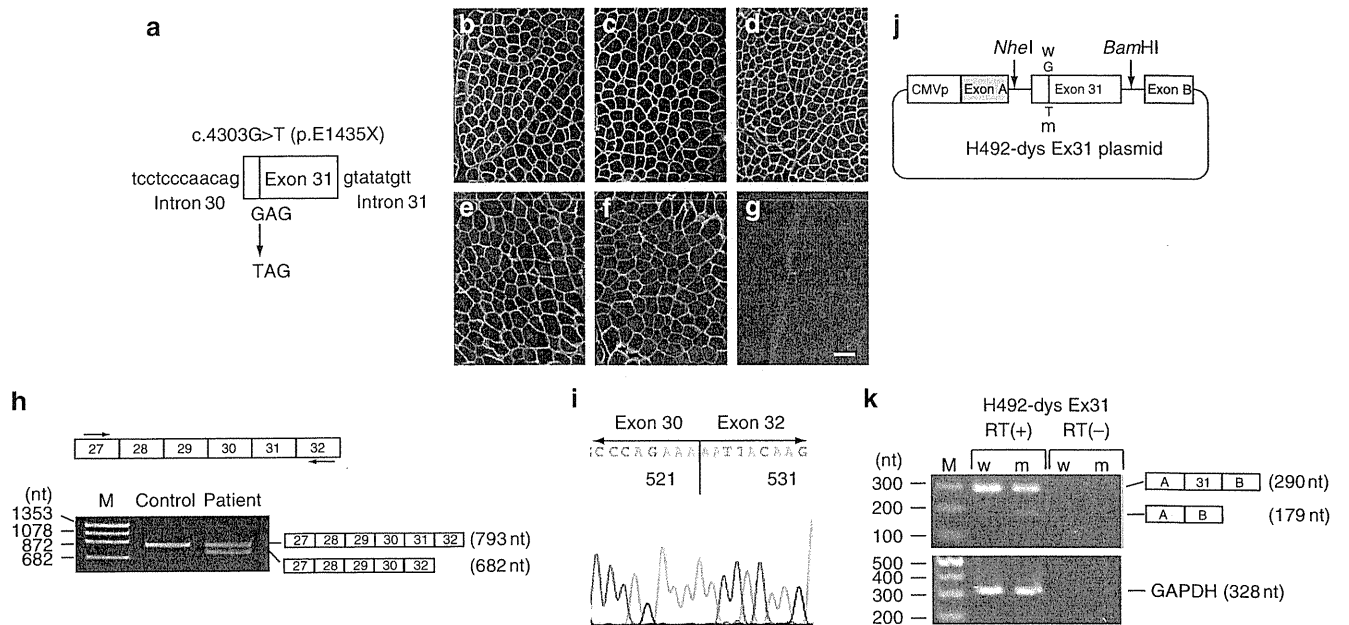 a
c.4303G>T (p.E1435X)
tcctcccaacag
Exon 31
gtatatgtt
Intron 30
Intron 31
GAG
TAG
b
c
d
e
f
g
j
NheI
BamHI
w
G
CMVp
Exon A
Exon 31
Exon B
T
m
H492-dys Ex31 plasmid
h
27 28 29 30 31 32
(nt)
M Control Patient
1353
1078
872
682
27 28 29 30 31 32 (793 nt)
27 28 29 30 32 (682 nt)
i
Exon 30 Exon 32
CCCAGAAAAATTACAAG
521 531
k
H492-dys Ex31
RT(+) RT(−)
(nt) M w m w m
300
200
100
A 31 B (290 nt)
A B (179 nt)
500
400
300
200
GAPDH (328 nt)